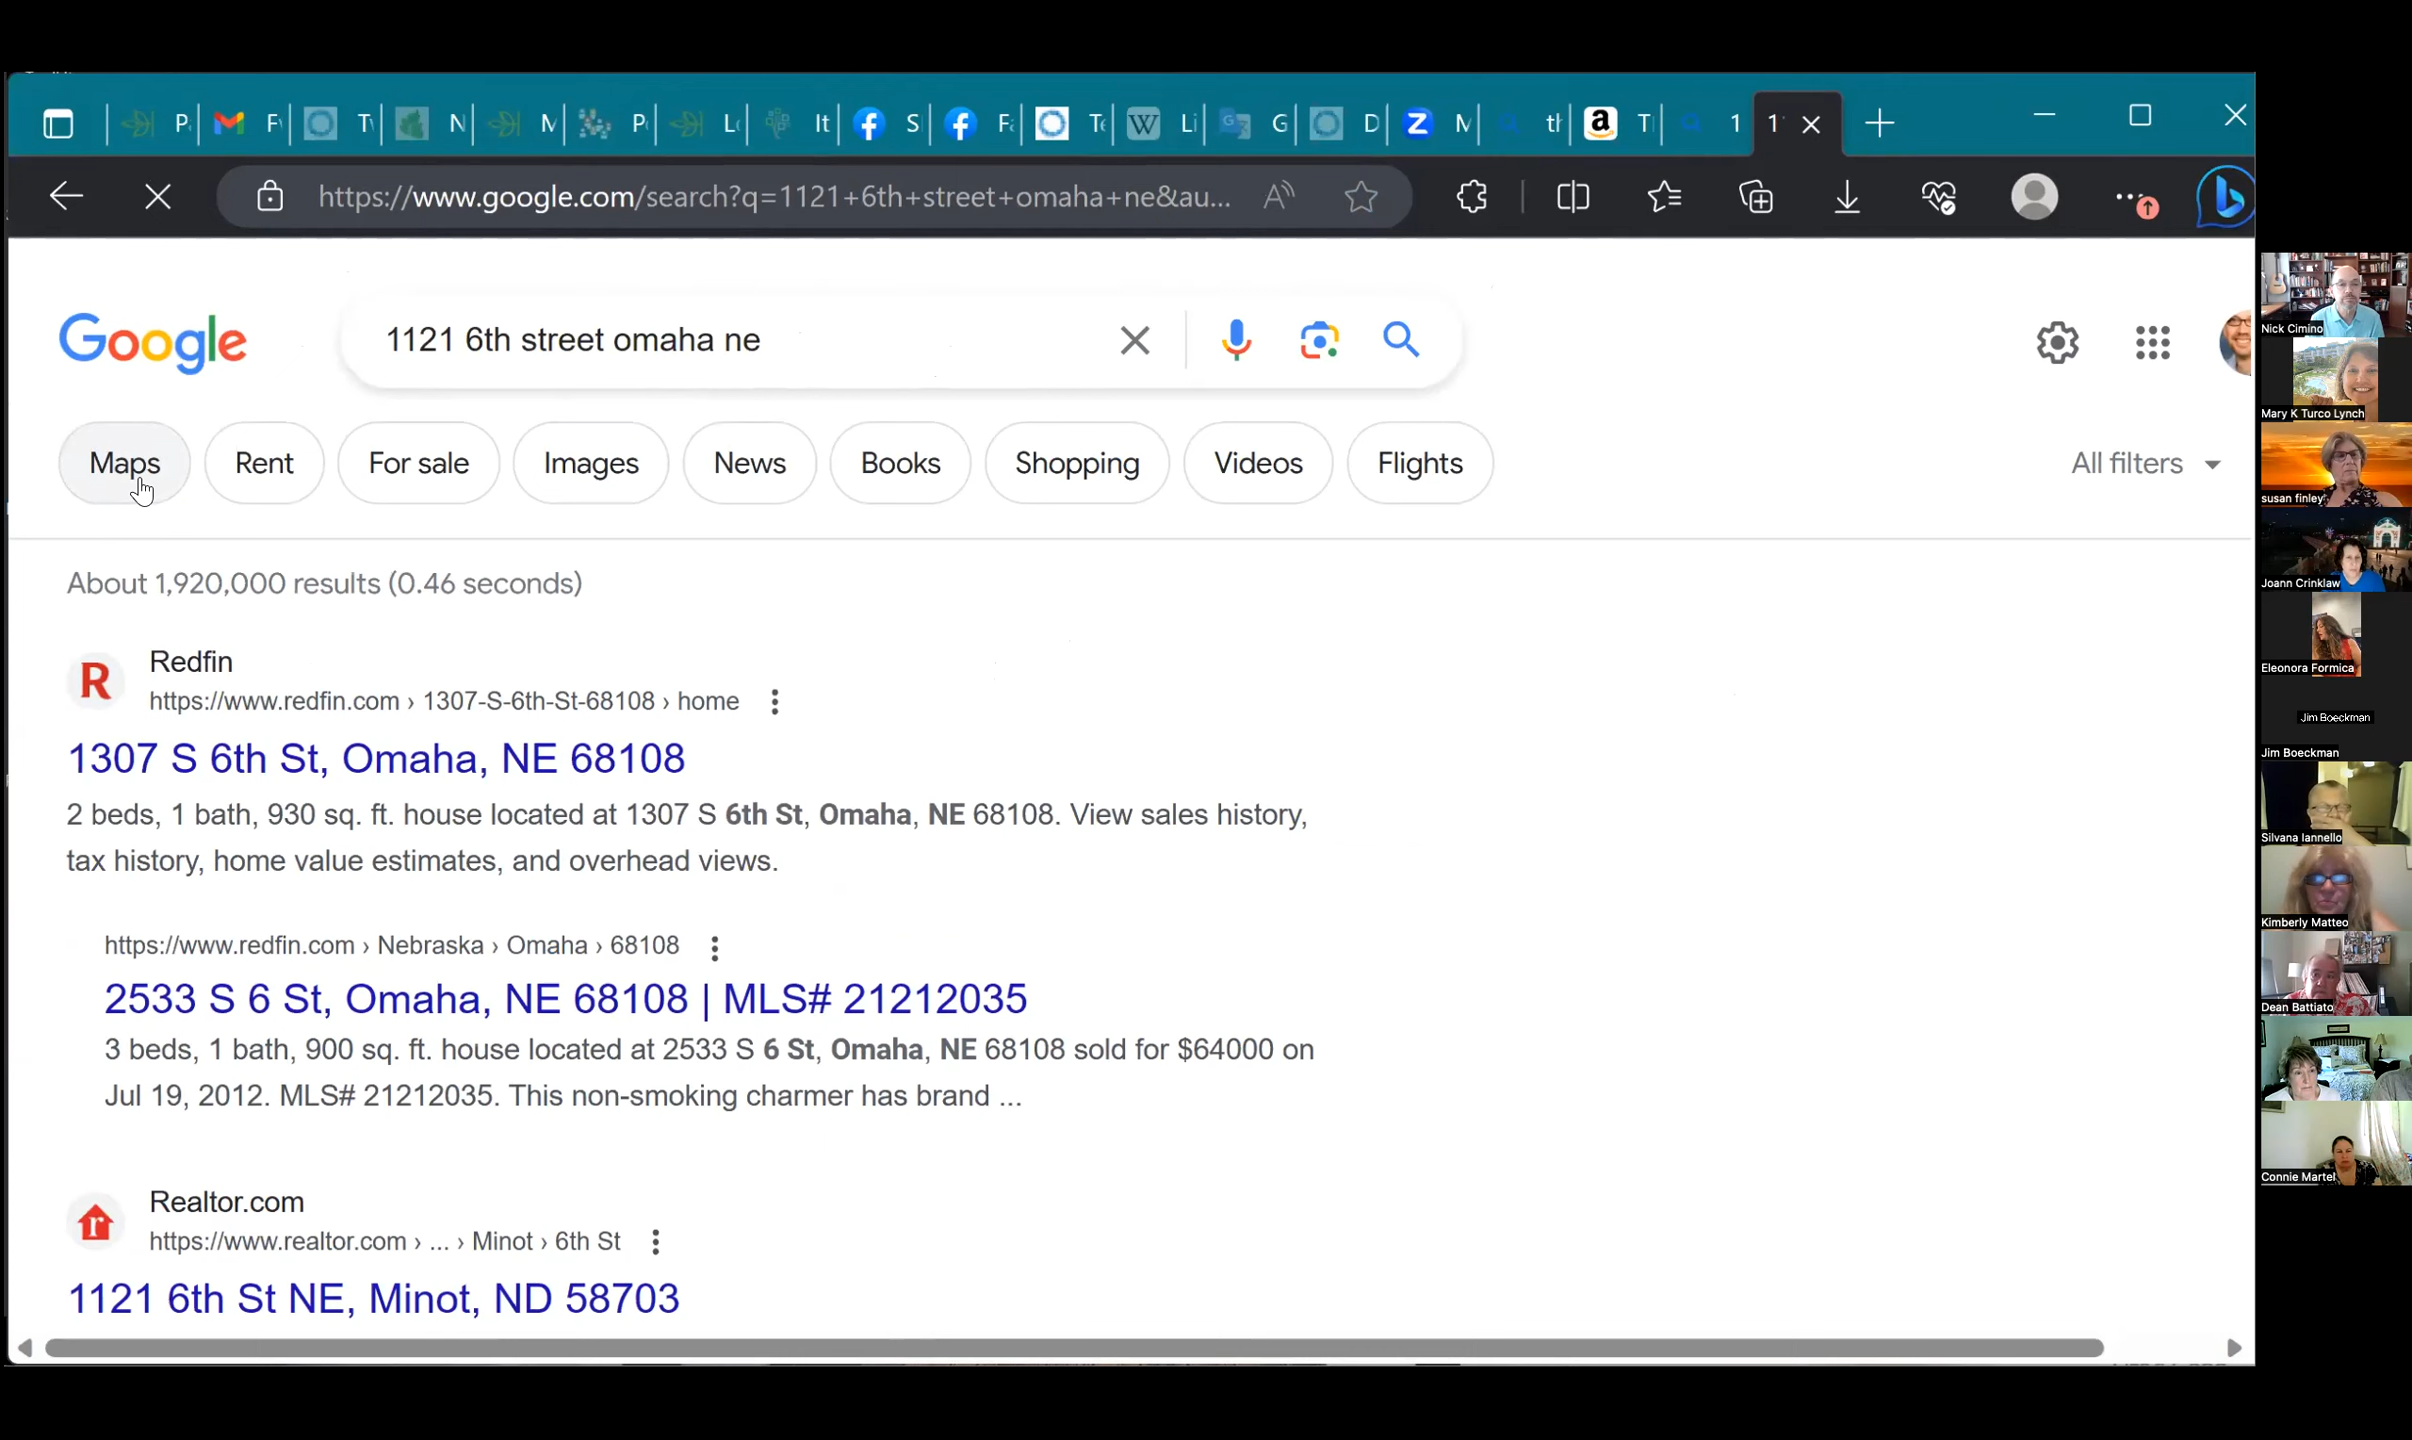 P
F
T
N
M
P
L
It
S
F
T
W
Li
G
D
Z
M
tl
a
T
1
1
https://www.google.com/search?q=1121+6th+street+omaha+ne&au...
Google
1121 6th street omaha ne
Maps
Rent
For sale
Images
News
Books
Shopping
Videos
Flights
All filters
About 1,920,000 results (0.46 seconds)
R
Redfin
https://www.redfin.com › 1307-S-6th-St-68108 › home
1307 S 6th St, Omaha, NE 68108
2 beds, 1 bath, 930 sq. ft. house located at 1307 S 6th St, Omaha, NE 68108. View sales history,
tax history, home value estimates, and overhead views.
https://www.redfin.com › Nebraska › Omaha › 68108
2533 S 6 St, Omaha, NE 68108 | MLS# 21212035
3 beds, 1 bath, 900 sq. ft. house located at 2533 S 6 St, Omaha, NE 68108 sold for $64000 on
Jul 19, 2012. MLS# 21212035. This non-smoking charmer has brand ...
r
Realtor.com
https://www.realtor.com › ... › Minot › 6th St
1121 6th St NE, Minot, ND 58703
Nick Cimino
Mary K Turco Lynch
susan finley
Joann Crinklaw
Eleonora Formica
Jim Boeckman
Jim Boeckman
Silvana Iannello
Kimberly Matteo
Dean Battiato
Connie Martel